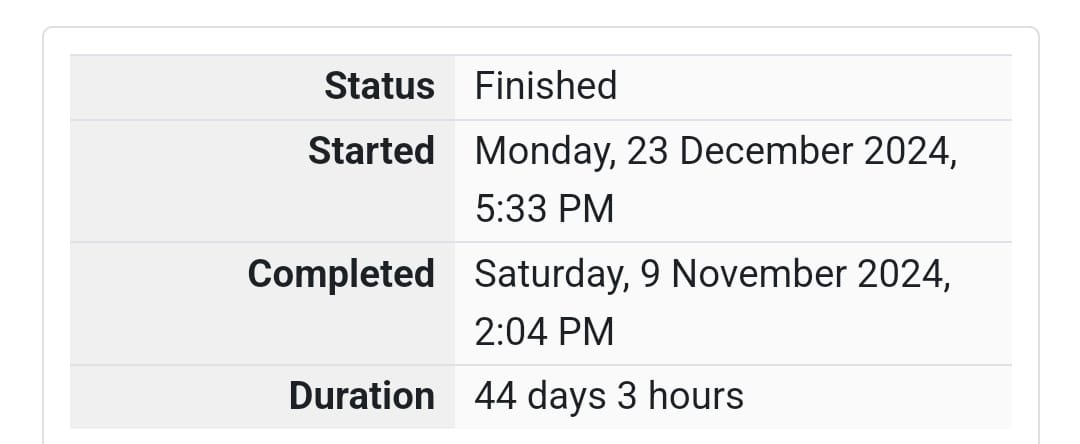 Status Finished
Started Monday, 23 December 2024,
5:33 PM
Completed Saturday, 9 November 2024,
2:04 PM
Duration 44 days 3 hours